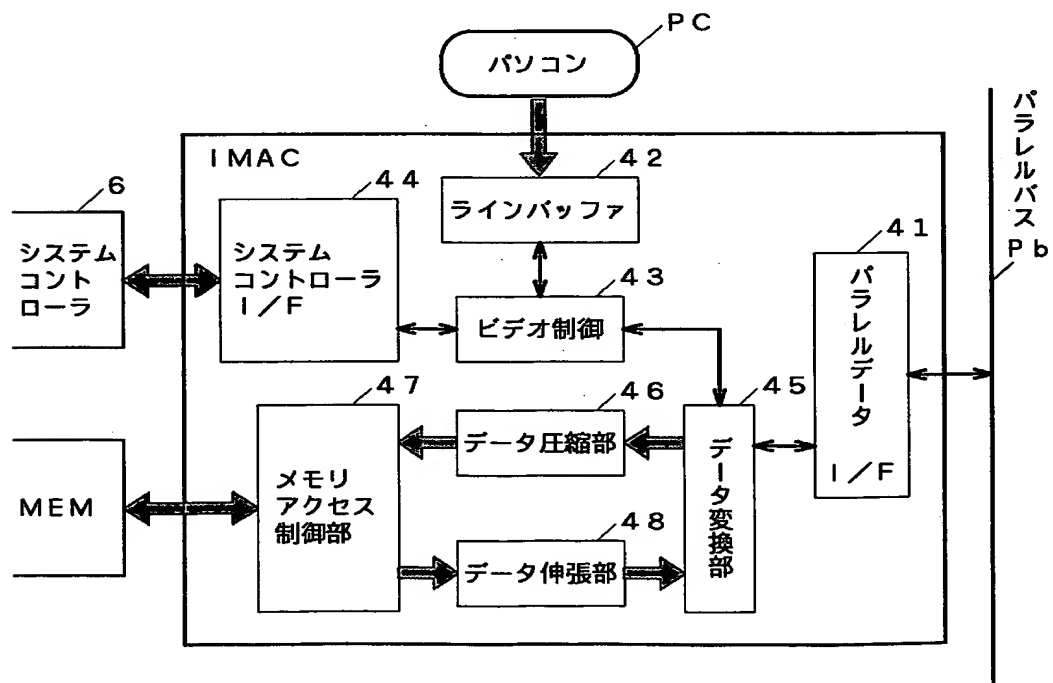 PC
パソコン
IMAC
42
ラインバッファ
44
システム
コントローラ
I/F
6
システム
コント
ローラ
43
ビデオ制御
41
パラレルデータ
I/F
パラレルバス
Pb
47
メモリ
アクセス
制御部
46
データ圧縮部
45
データ変換部
48
データ伸張部
MEM